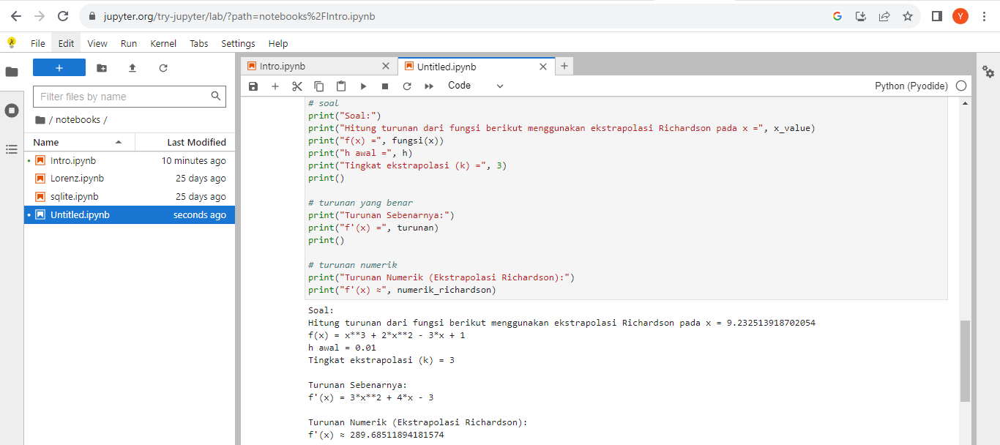 jupyter.org/try-jupyter/lab/?path=notebooks%2FIntro.ipynb
Y
File Edit View Run Kernel Tabs Settings Help
+
Filter files by name
/ notebooks /
Name Last Modified
Intro.ipynb 10 minutes ago
Lorenz.ipynb 25 days ago
sqlite.ipynb 25 days ago
Untitled.ipynb seconds ago
Intro.ipynb Untitled.ipynb
Code Python (Pyodide)
# soal
print("Soal:")
print("Hitung turunan dari fungsi berikut menggunakan ekstrapolasi Richardson pada x =", x_value)
print("f(x) =", fungsi(x))
print("h awal =", h)
print("Tingkat ekstrapolasi (k) =", 3)
print()
# turunan yang benar
print("Turunan Sebenarnya:")
print("f'(x) =", turunan)
print()
# turunan numerik
print("Turunan Numerik (Ekstrapolasi Richardson):")
print("f'(x) ≈", numerik_richardson)
Soal:
Hitung turunan dari fungsi berikut menggunakan ekstrapolasi Richardson pada x = 9.232513918702054
f(x) = x**3 + 2*x**2 - 3*x + 1
h awal = 0.01
Tingkat ekstrapolasi (k) = 3
Turunan Sebenarnya:
f'(x) = 3*x**2 + 4*x - 3
Turunan Numerik (Ekstrapolasi Richardson):
f'(x) ≈ 289.68511894181574